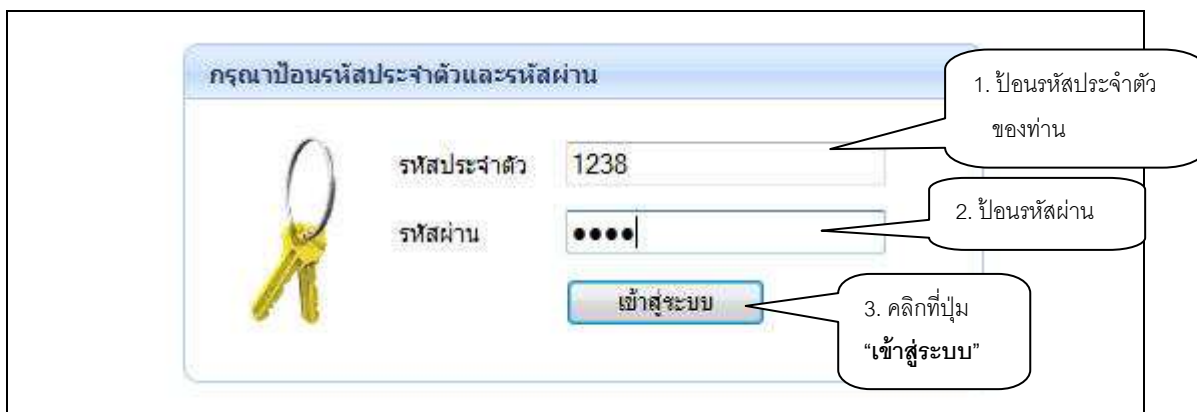 กรุณาป้อนรหัสประจำตัวและรหัสผ่าน
1. ป้อนรหัสประจำตัว
ของท่าน
รหัสประจำตัว
1238
2. ป้อนรหัสผ่าน
รหัสผ่าน
••••
เข้าสู่ระบบ
3. คลิกที่ปุ่ม
“เข้าสู่ระบบ”